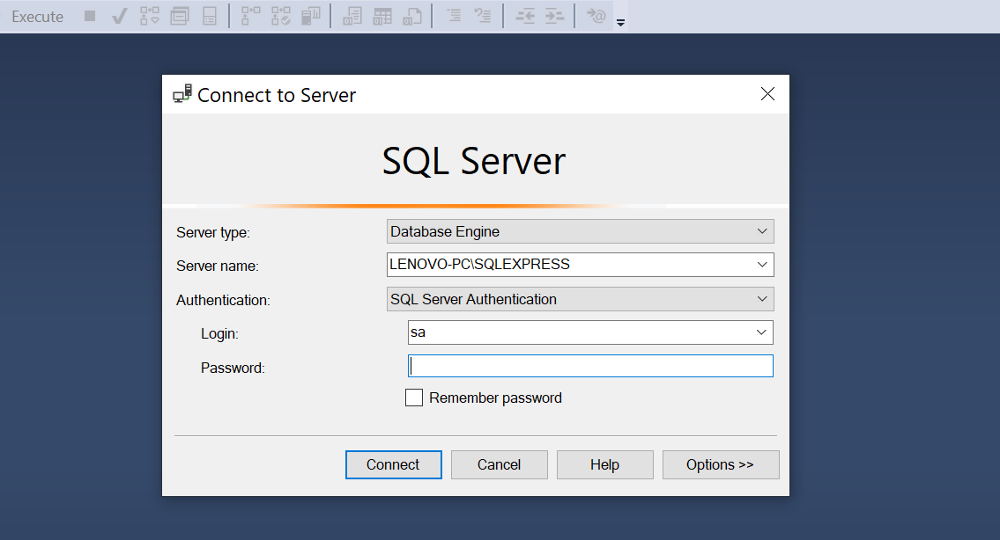 Execute
Connect to Server
SQL Server
Server type: Database Engine
Server name: LENOVO-PC\SQLEXPRESS
Authentication: SQL Server Authentication
Login: sa
Password:
Remember password
Connect Cancel Help Options >>